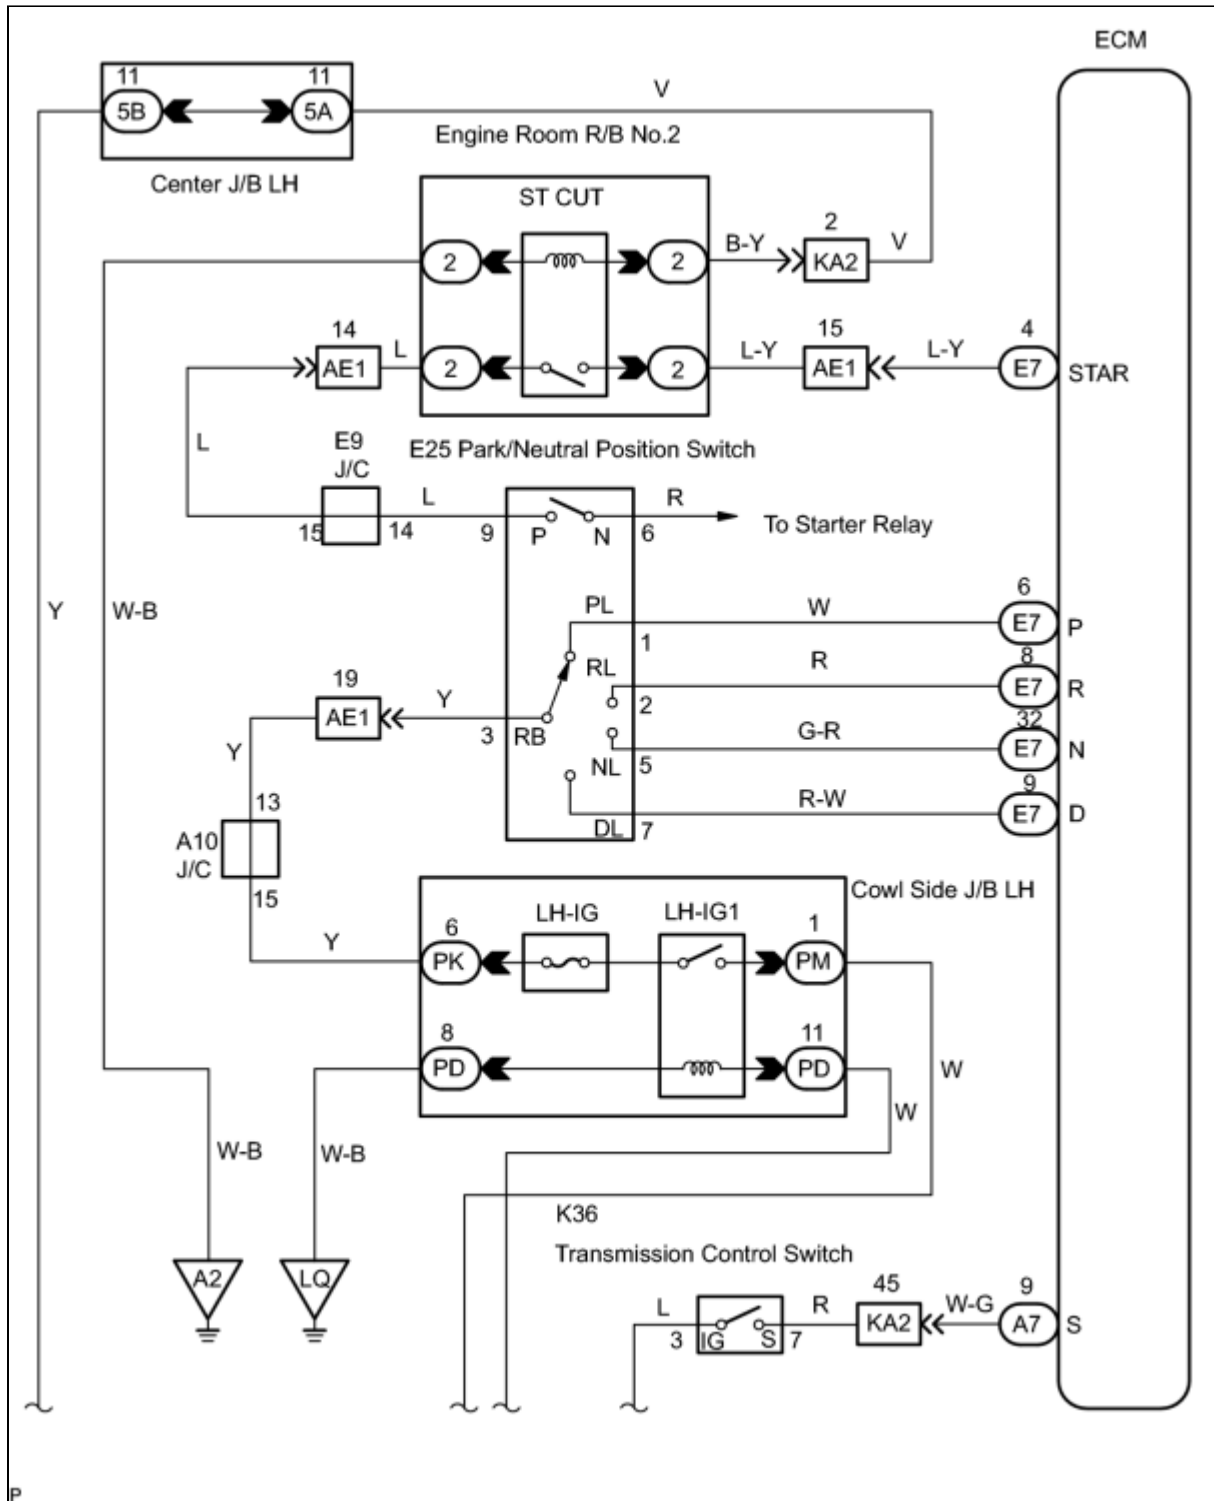 ECM
11
11
5B
5A
V
Engine Room R/B No.2
Center J/B LH
ST CUT
2
2
B-Y
2
KA2
V
14
AE1
L
2
2
L-Y
15
AE1
L-Y
4
E7
STAR
L
E9
J/C
E25 Park/Neutral Position Switch
L
R
15
14
9
P
N
6
To Starter Relay
Y
W-B
PL
W
6
E7
P
1
RL
R
8
E7
R
2
19
AE1
Y
3
RB
G-R
32
E7
N
NL
5
Y
R-W
9
E7
D
DL
7
13
A10
J/C
15
Cowl Side J/B LH
LH-IG
LH-IG1
Y
6
PK
1
PM
8
PD
11
PD
W
W
W-B
W-B
K36
Transmission Control Switch
A2
LQ
L
3
IG
S
7
R
45
KA2
W-G
9
A7
S
P